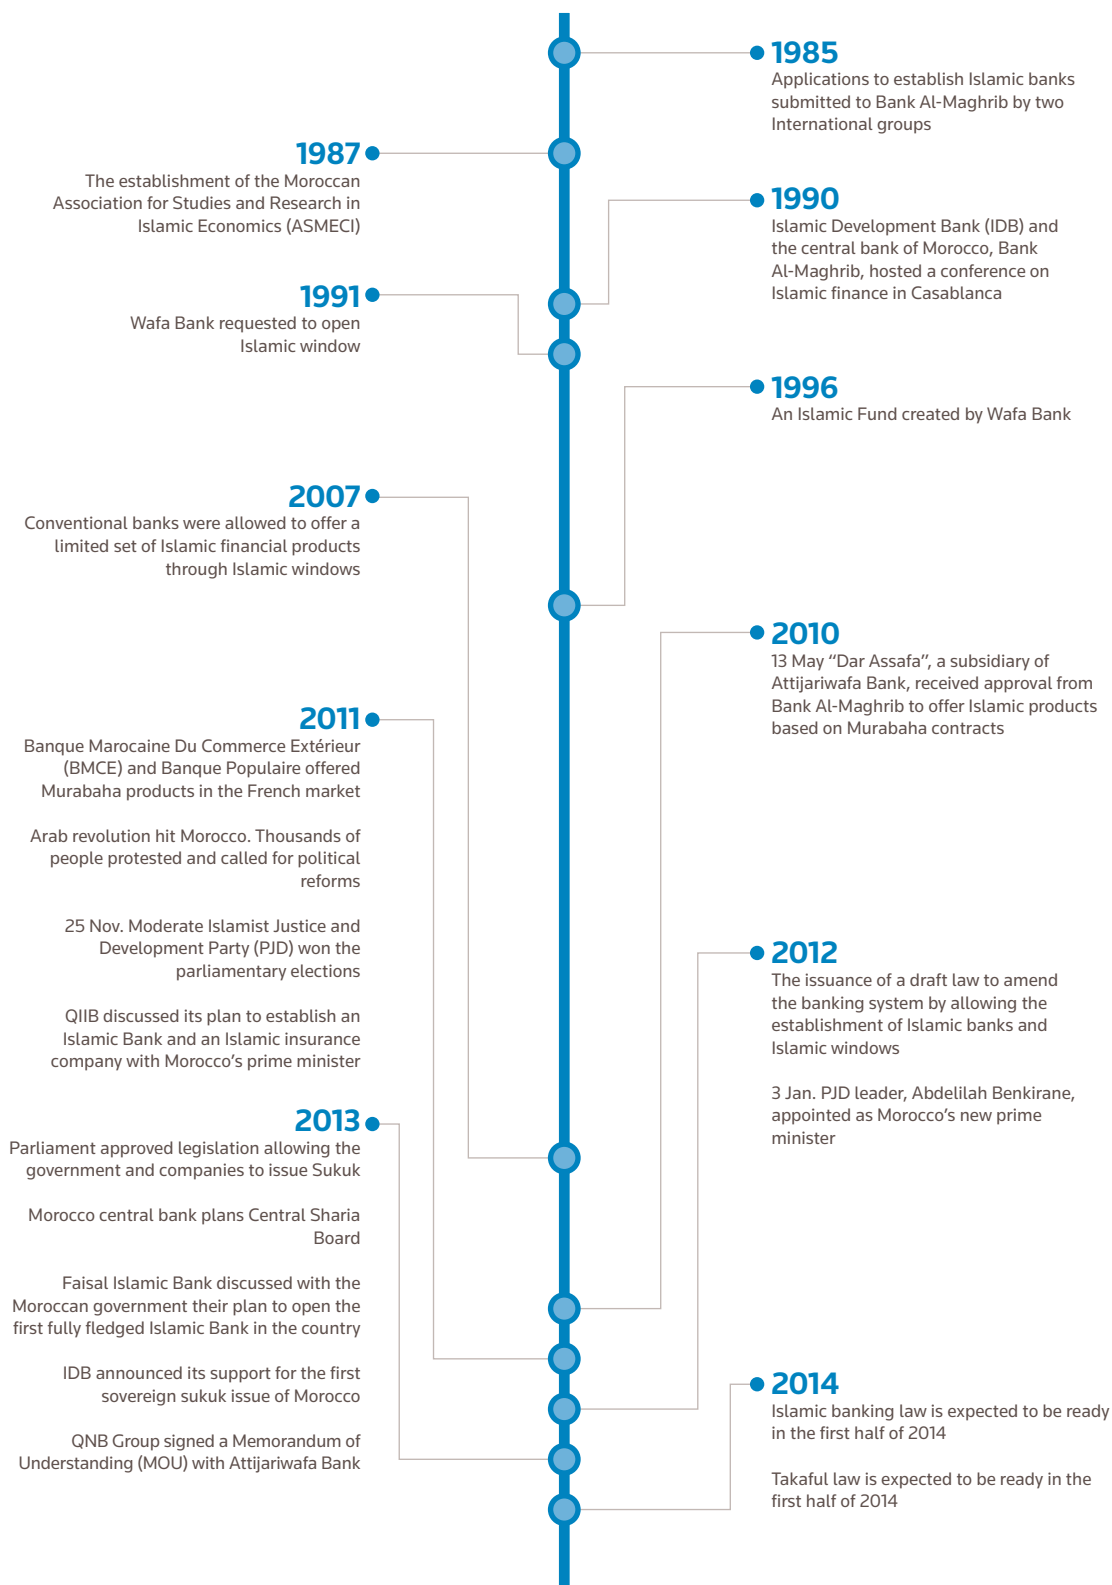 1985
Applications to establish Islamic banks
submitted to Bank Al-Maghrib by two
International groups
1987
The establishment of the Moroccan
Association for Studies and Research in
Islamic Economics (ASMECI)
1990
Islamic Development Bank (IDB) and
the central bank of Morocco, Bank
Al-Maghrib, hosted a conference on
Islamic finance in Casablanca
1991
Wafa Bank requested to open
Islamic window
1996
An Islamic Fund created by Wafa Bank
2007
Conventional banks were allowed to offer a
limited set of Islamic financial products
through Islamic windows
2010
13 May “Dar Assafa”, a subsidiary of
Attijariwafa Bank, received approval from
Bank Al-Maghrib to offer Islamic products
based on Murabaha contracts
2011
Banque Marocaine Du Commerce Extérieur
(BMCE) and Banque Populaire offered
Murabaha products in the French market
Arab revolution hit Morocco. Thousands of
people protested and called for political
reforms
25 Nov. Moderate Islamist Justice and
Development Party (PJD) won the
parliamentary elections
QIIB discussed its plan to establish an
Islamic Bank and an Islamic insurance
company with Morocco’s prime minister
2012
The issuance of a draft law to amend
the banking system by allowing the
establishment of Islamic banks and
Islamic windows
3 Jan. PJD leader, Abdelilah Benkirane,
appointed as Morocco’s new prime
minister
2013
Parliament approved legislation allowing the
government and companies to issue Sukuk
Morocco central bank plans Central Sharia
Board
Faisal Islamic Bank discussed with the
Moroccan government their plan to open the
first fully fledged Islamic Bank in the country
IDB announced its support for the first
sovereign sukuk issue of Morocco
QNB Group signed a Memorandum of
Understanding (MOU) with Attijariwafa Bank
2014
Islamic banking law is expected to be ready
in the first half of 2014
Takaful law is expected to be ready in the
first half of 2014